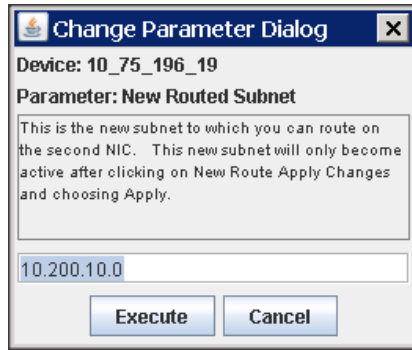 Change Parameter Dialog
Device: 10_75_196_19
Parameter: New Routed Subnet
This is the new subnet to which you can route on
the second NIC. This new subnet will only become
active after clicking on New Route Apply Changes
and choosing Apply.
10.200.10.0
Execute Cancel